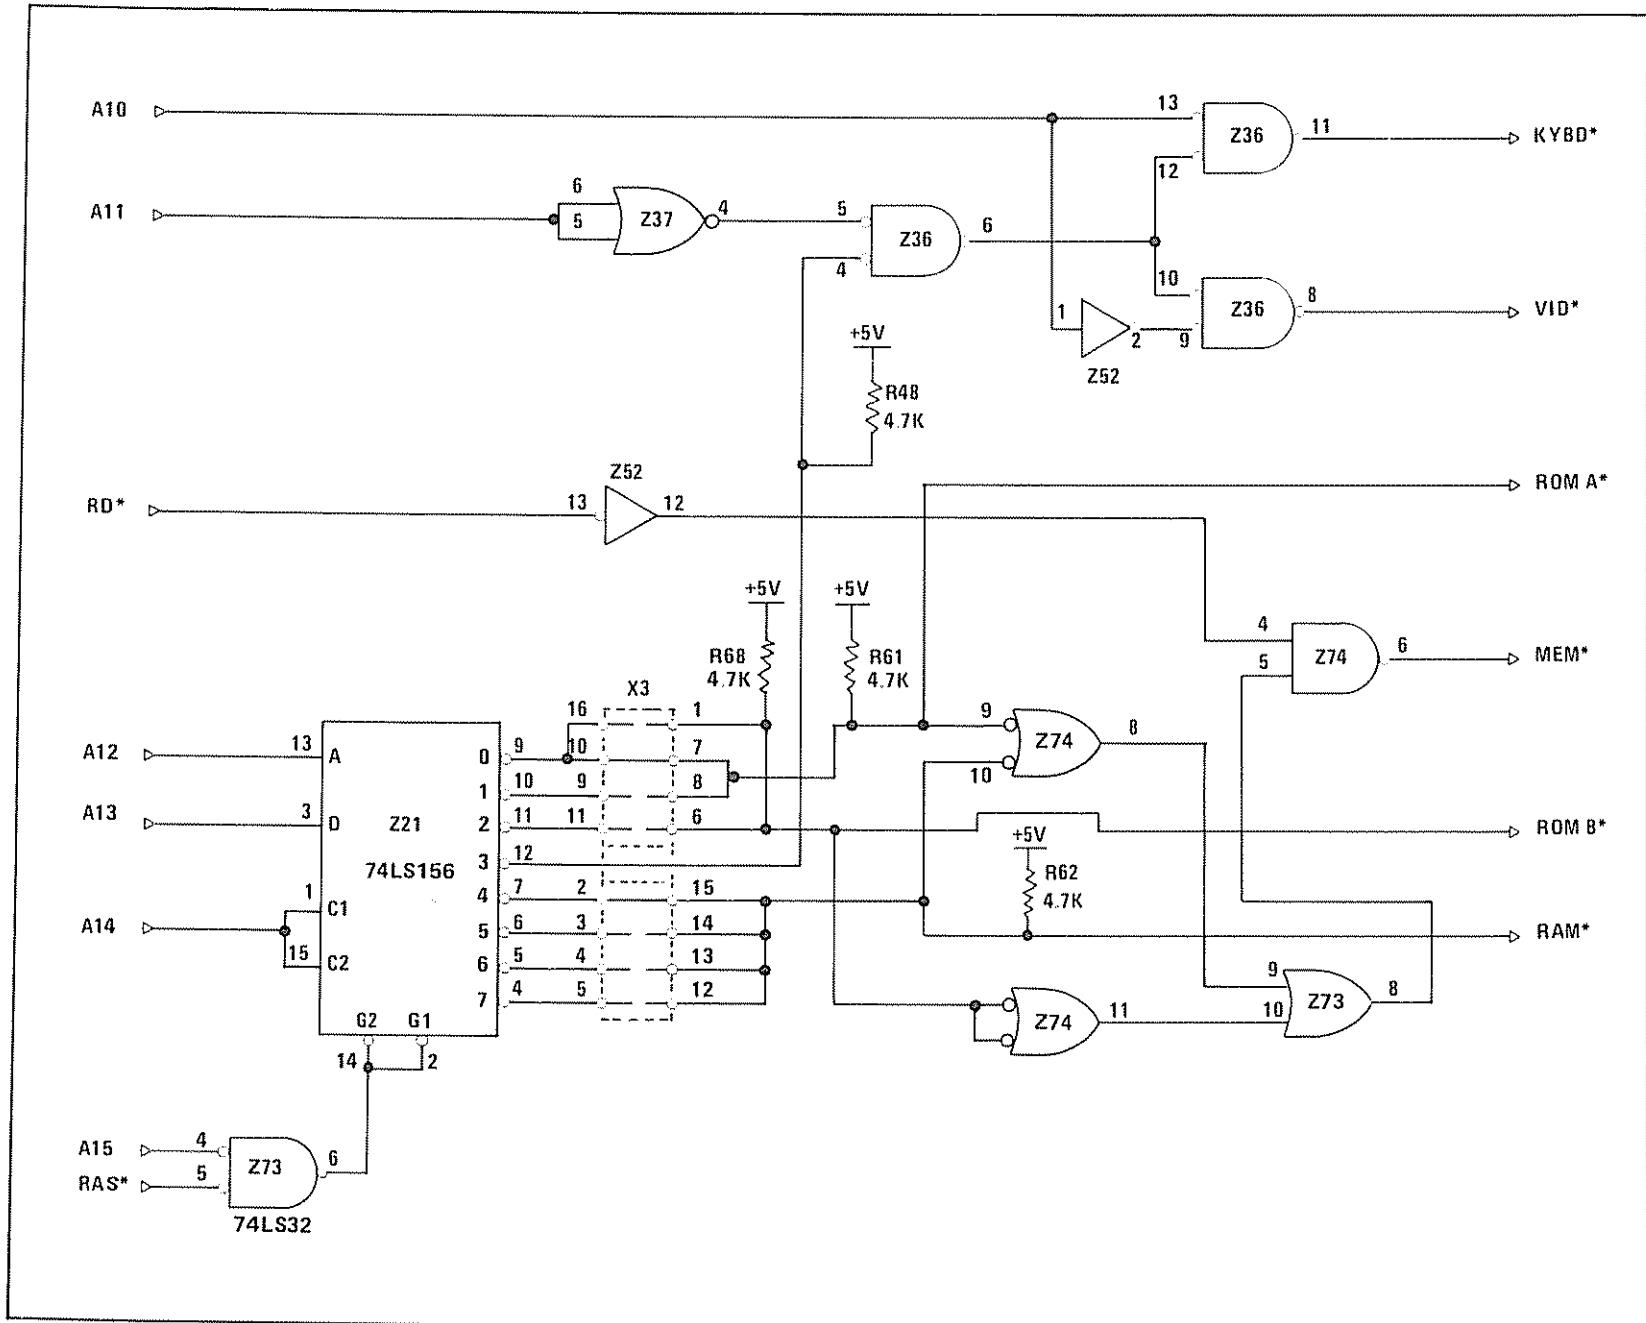 A10
13
Z36
11
KYBD*
12
6
A11
5
Z37
4
5
Z36
6
4
10
Z36
8
VID*
1
2
9
Z52
+5V
R48
4.7K
Z52
ROM A*
RD*
13
12
+5V
+5V
4
Z74
6
MEM*
5
R68
4.7K
R61
4.7K
X3
16
1
9
Z74
8
A12
13
A
0
9
10
7
10
1
10
9
8
A13
3
D
Z21
2
11
11
6
ROM B*
+5V
74LS156
3
12
R62
4.7K
1
C1
4
7
2
15
A14
5
6
3
14
RAM*
15
C2
6
5
4
13
9
Z73
8
7
4
5
12
10
Z74
11
G2
G1
14
2
A15
4
Z73
6
RAS*
5
74LS32